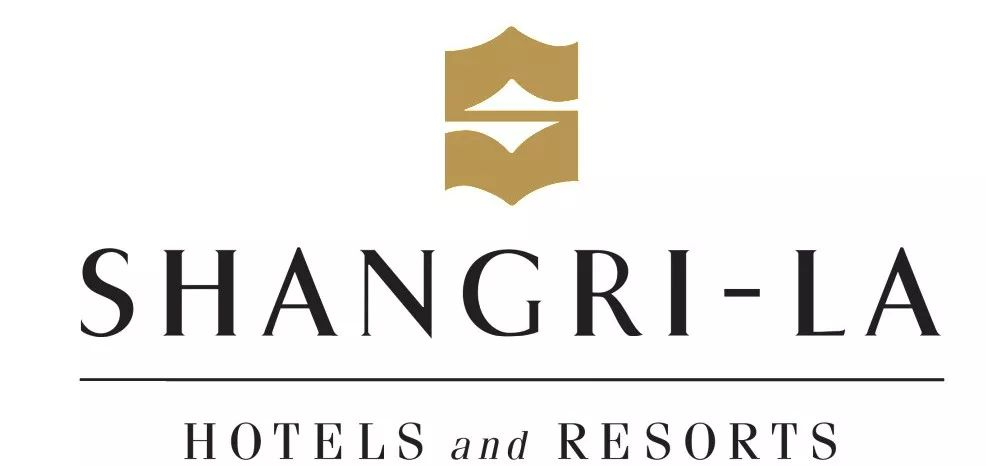 SHANGRI-LA
HOTELS and RESORTS